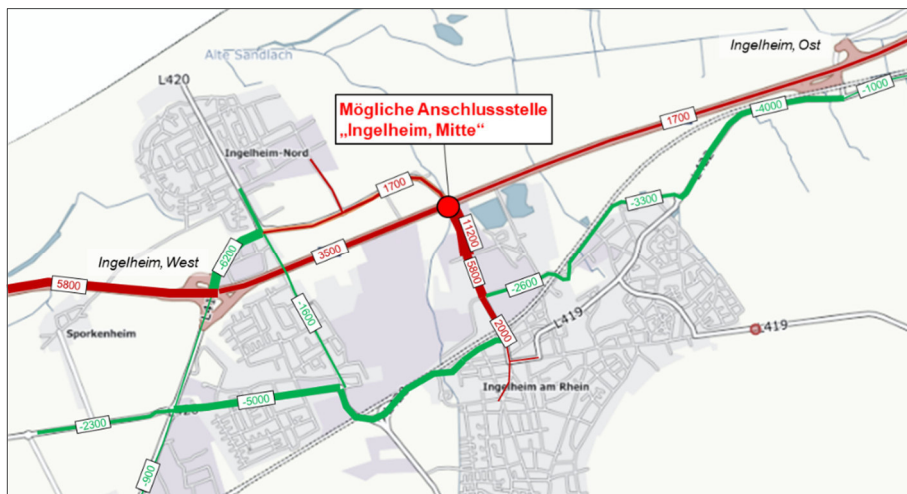 Alte Sandlach
L420
Ingelheim, Ost
Mögliche Anschlussstelle
„Ingelheim, Mitte“
-1000
-4000
1700
Ingelheim-Nord
1700
-3300
11200
-6200
Ingelheim, West
3500
5800
5800
-2600
-1600
2000
L419
L419
Sporkenheim
Ingelheim am Rhein
-5000
-2300
-900